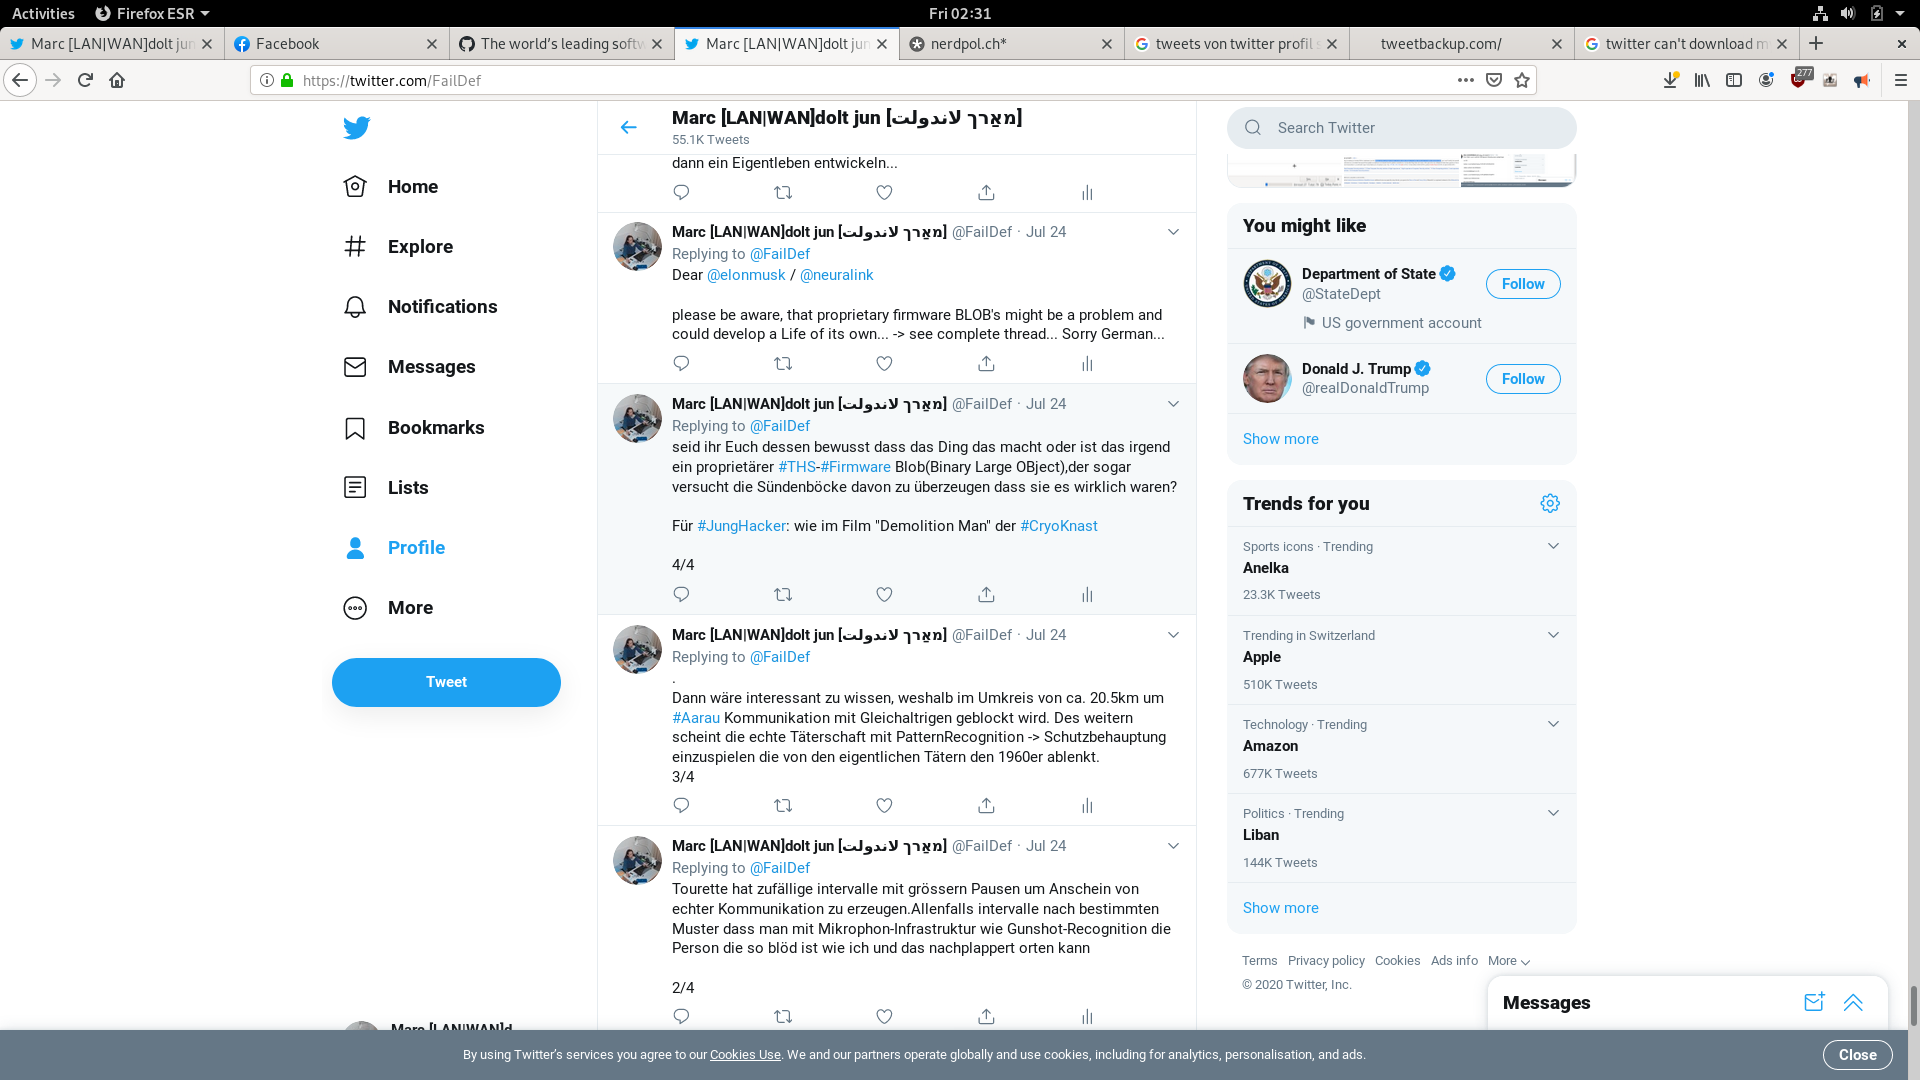 Activities
Firefox ESR
Fri 02:31
Marc [LAN|WAN]dolt jun
Facebook
The world's leading softw
Marc [LAN|WAN]dolt jun
nerdpol.ch*
tweets von twitter profil s
tweetbackup.com/
twitter can't download m
https://twitter.com/FailDef
277
Home
Explore
Notifications
Messages
Bookmarks
Lists
Profile
More
Tweet
Marc [LAN|WAN]d
Marc [LAN|WAN]dolt jun [מאַרך לאנدولت]
55.1K Tweets
dann ein Eigentleben entwickeln...
Marc [LAN|WAN]dolt jun [מאַרך לאנدولت] @FailDef · Jul 24
Replying to @FailDef
Dear @elonmusk / @neuralink
please be aware, that proprietary firmware BLOB's might be a problem and
could develop a Life of its own... -> see complete thread... Sorry German...
Marc [LAN|WAN]dolt jun [מאַרך לאנدولت] @FailDef · Jul 24
Replying to @FailDef
seid ihr Euch dessen bewusst dass das Ding das macht oder ist das irgend
ein proprietärer #THS-#Firmware Blob(Binary Large OBject),der sogar
versucht die Sündenböcke davon zu überzeugen dass sie es wirklich waren?
Für #JungHacker: wie im Film "Demolition Man" der #CryoKnast
4/4
Marc [LAN|WAN]dolt jun [מאַרך לאנدولت] @FailDef · Jul 24
Replying to @FailDef
.
Dann wäre interessant zu wissen, weshalb im Umkreis von ca. 20.5km um
#Aarau Kommunikation mit Gleichaltrigen geblockt wird. Des weitern
scheint die echte Täterschaft mit PatternRecognition -> Schutzbehauptung
einzuspielen die von den eigentlichen Tätern den 1960er ablenkt.
3/4
Marc [LAN|WAN]dolt jun [מאַרך לאנدولت] @FailDef · Jul 24
Replying to @FailDef
Tourette hat zufällige intervalle mit grössern Pausen um Anschein von
echter Kommunikation zu erzeugen.Allenfalls intervalle nach bestimmten
Muster dass man mit Mikrophon-Infrastruktur wie Gunshot-Recognition die
Person die so blöd ist wie ich und das nachplappert orten kann
2/4
Search Twitter
You might like
Department of State
@StateDept
US government account
Follow
Donald J. Trump
@realDonaldTrump
Follow
Show more
Trends for you
Sports icons · Trending
Anelka
23.3K Tweets
Trending in Switzerland
Apple
510K Tweets
Technology · Trending
Amazon
677K Tweets
Politics · Trending
Liban
144K Tweets
Show more
Terms Privacy policy Cookies Ads info More
© 2020 Twitter, Inc.
Messages
By using Twitter's services you agree to our Cookies Use. We and our partners operate globally and use cookies, including for analytics, personalisation, and ads.
Close